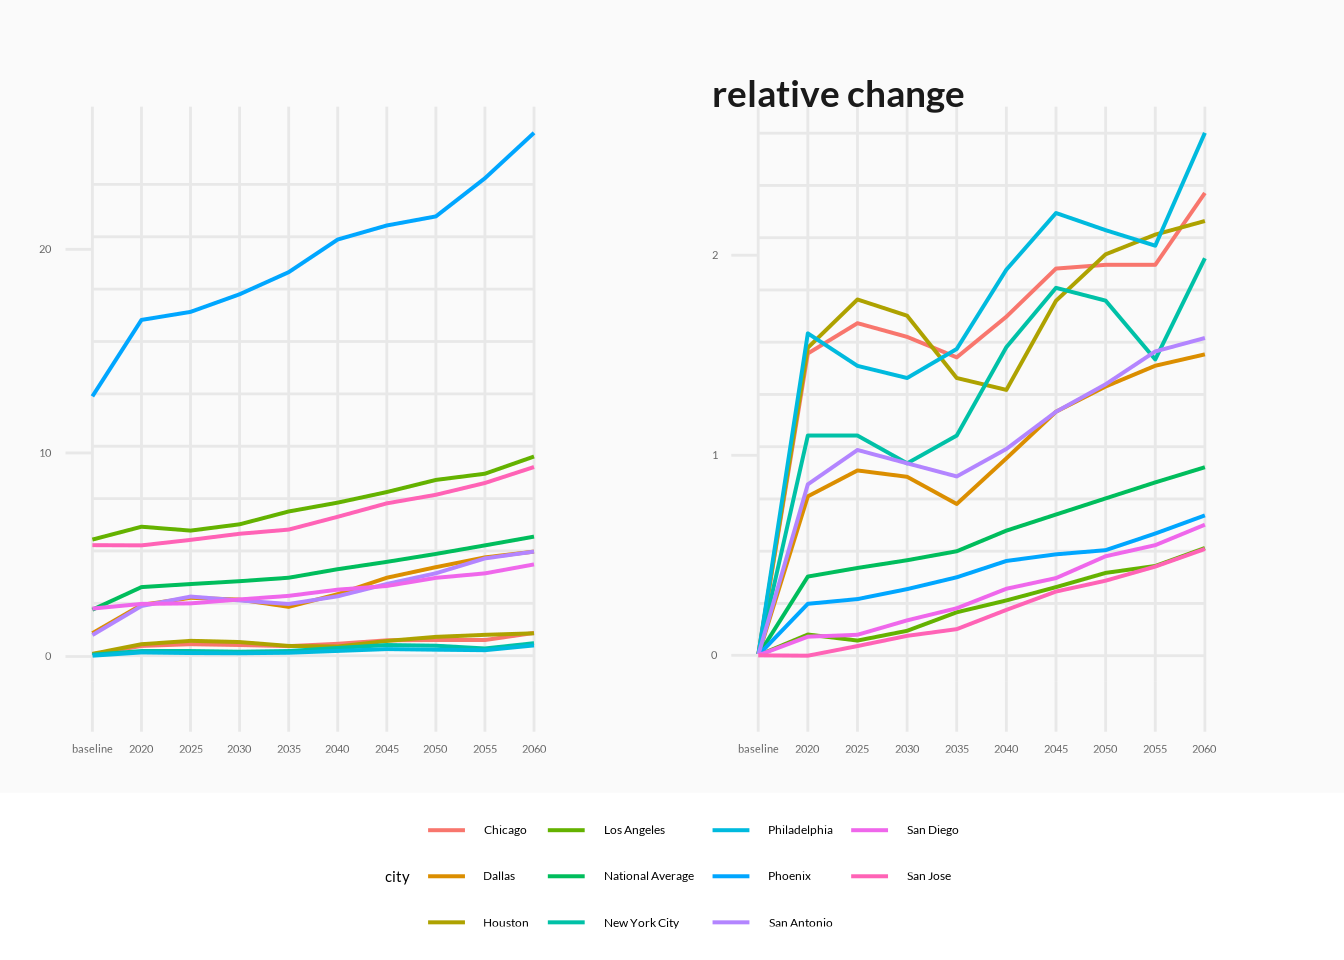 relative change
20
10
0
baseline 2020 2025 2030 2035 2040 2045 2050 2055 2060
2
1
0
baseline 2020 2025 2030 2035 2040 2045 2050 2055 2060
city
Chicago
Dallas
Houston
Los Angeles
National Average
New York City
Philadelphia
Phoenix
San Antonio
San Diego
San Jose